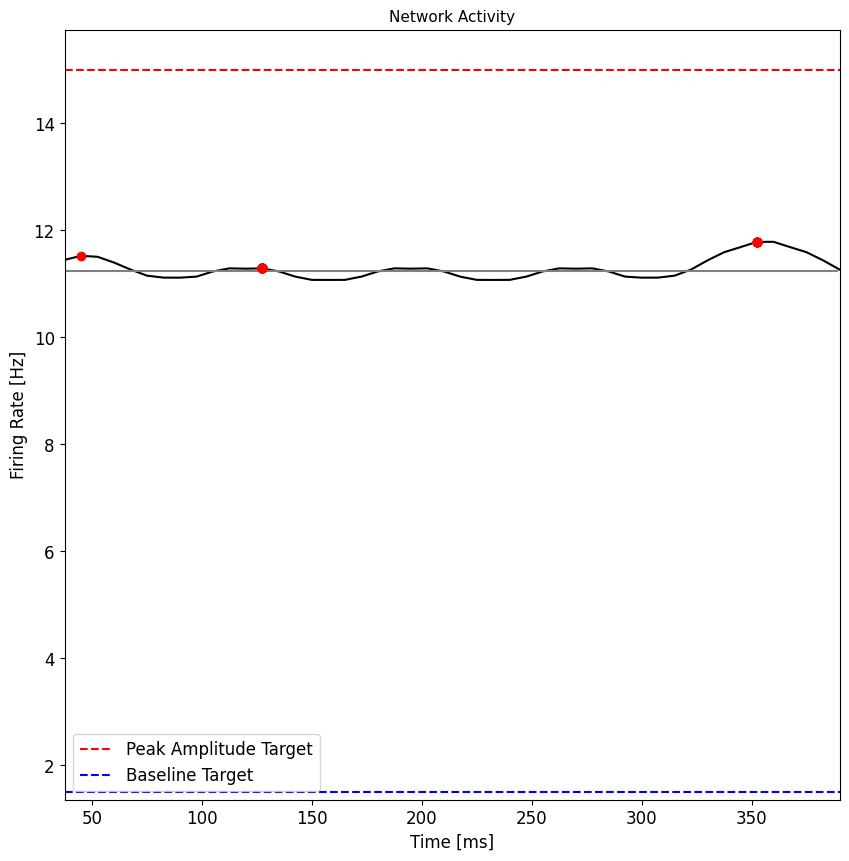 Network Activity
Firing Rate [Hz]
14
12
10
8
6
4
2
Peak Amplitude Target
Baseline Target
50 100 150 200 250 300 350
Time [ms]